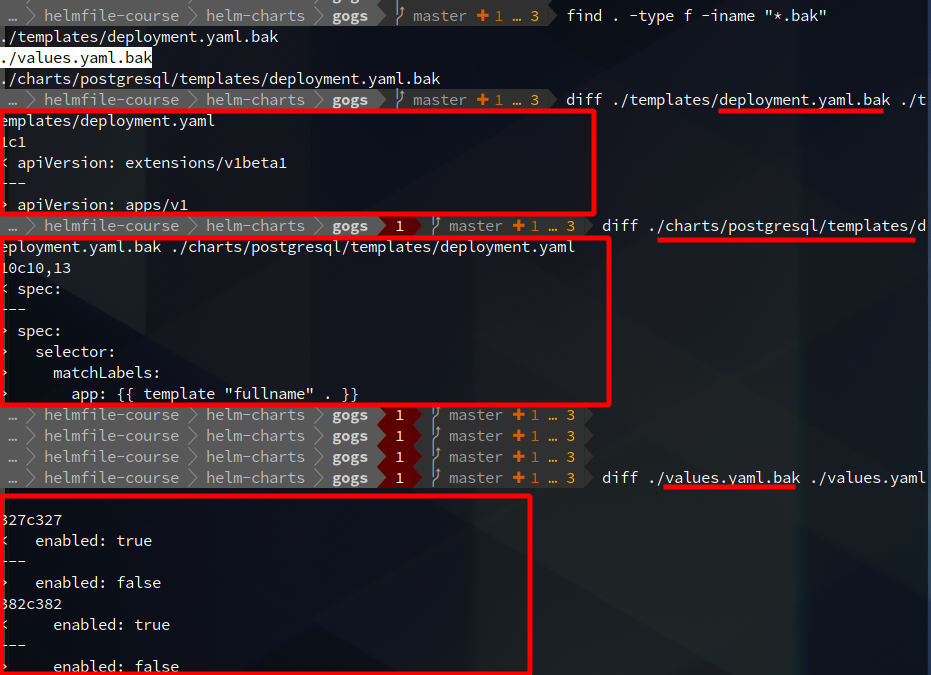 … helmfile-course helm-charts gogs master + 1 … 3 find . -type f -iname "*.bak"
./templates/deployment.yaml.bak
./values.yaml.bak
./charts/postgresql/templates/deployment.yaml.bak
… helmfile-course helm-charts gogs master + 1 … 3 diff ./templates/deployment.yaml.bak ./t
emplates/deployment.yaml
1c1
< apiVersion: extensions/v1beta1
---
> apiVersion: apps/v1
… helmfile-course helm-charts gogs 1 master + 1 … 3 diff ./charts/postgresql/templates/d
eployment.yaml.bak ./charts/postgresql/templates/deployment.yaml
10c10,13
< spec:
---
> spec:
>   selector:
>     matchLabels:
>       app: {{ template "fullname" . }}
… helmfile-course helm-charts gogs 1 master + 1 … 3
… helmfile-course helm-charts gogs 1 master + 1 … 3
… helmfile-course helm-charts gogs 1 master + 1 … 3
… helmfile-course helm-charts gogs 1 master + 1 … 3 diff ./values.yaml.bak ./values.yaml
327c327
<   enabled: true
---
>   enabled: false
382c382
<     enabled: true
---
>     enabled: false